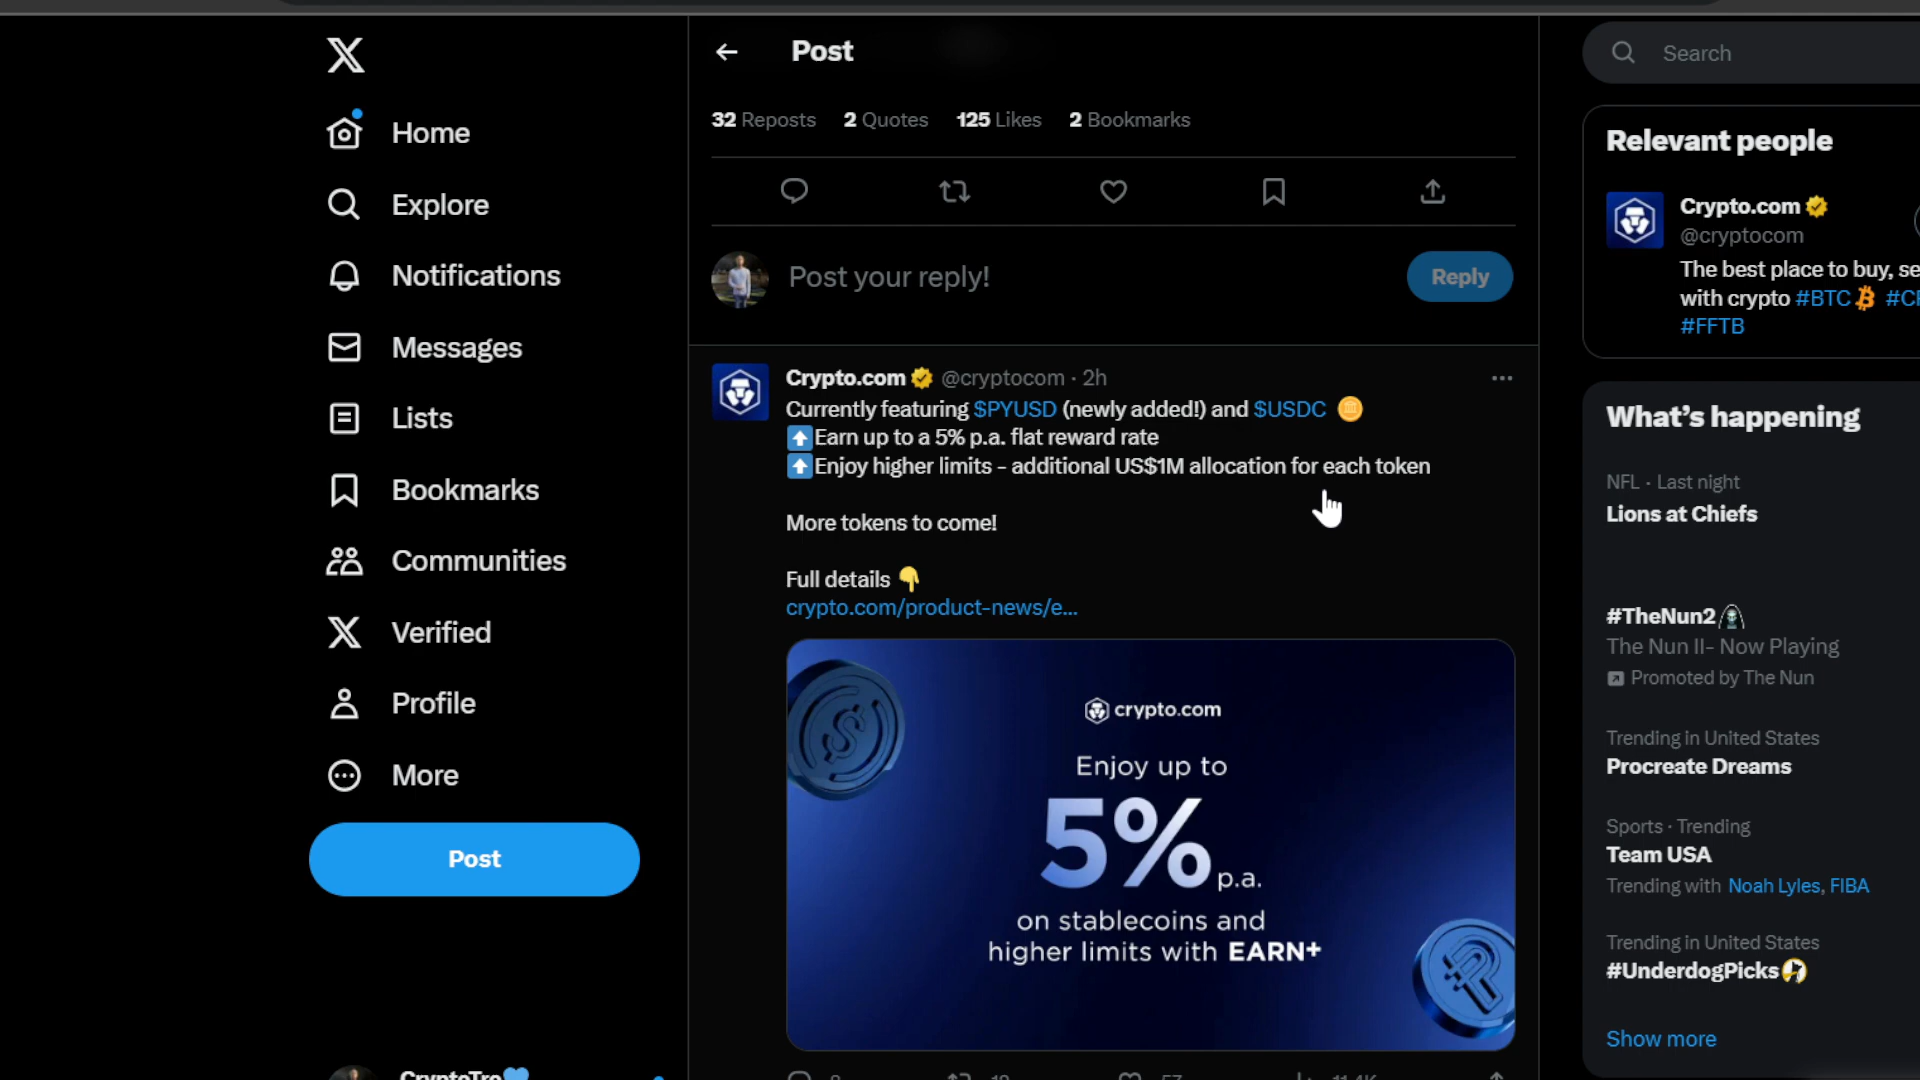 Home
Explore
Notifications
Messages
Lists
Bookmarks
Communities
Verified
Profile
More
Post
Post
32 Reposts 2 Quotes 125 Likes 2 Bookmarks
Post your reply!
Reply
Crypto.com @cryptocom · 2h
Currently featuring $PYUSD (newly added!) and $USDC
Earn up to a 5% p.a. flat reward rate
Enjoy higher limits – additional US$1M allocation for each token
More tokens to come!
Full details
crypto.com/product-news/e...
crypto.com
Enjoy up to
5% p.a.
on stablecoins and
higher limits with EARN+
Search
Relevant people
Crypto.com
@cryptocom
The best place to buy,
with crypto #BTC
#FFTB
What's happening
NFL · Last night
Lions at Chiefs
#TheNun2
The Nun II- Now Playing
Promoted by The Nun
Trending in United States
Procreate Dreams
Sports · Trending
Team USA
Trending with Noah Lyles, FIBA
Trending in United States
#UnderdogPicks
Show more